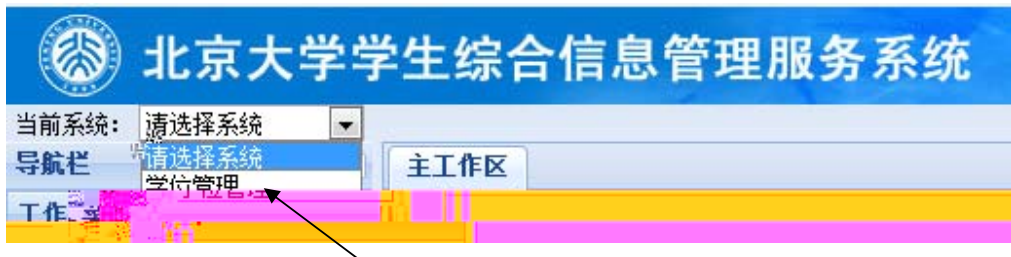 北京大学学生综合信息管理服务系统
当前系统： 请选择系统
导航栏 请选择系统 主工作区
学位管理
工作